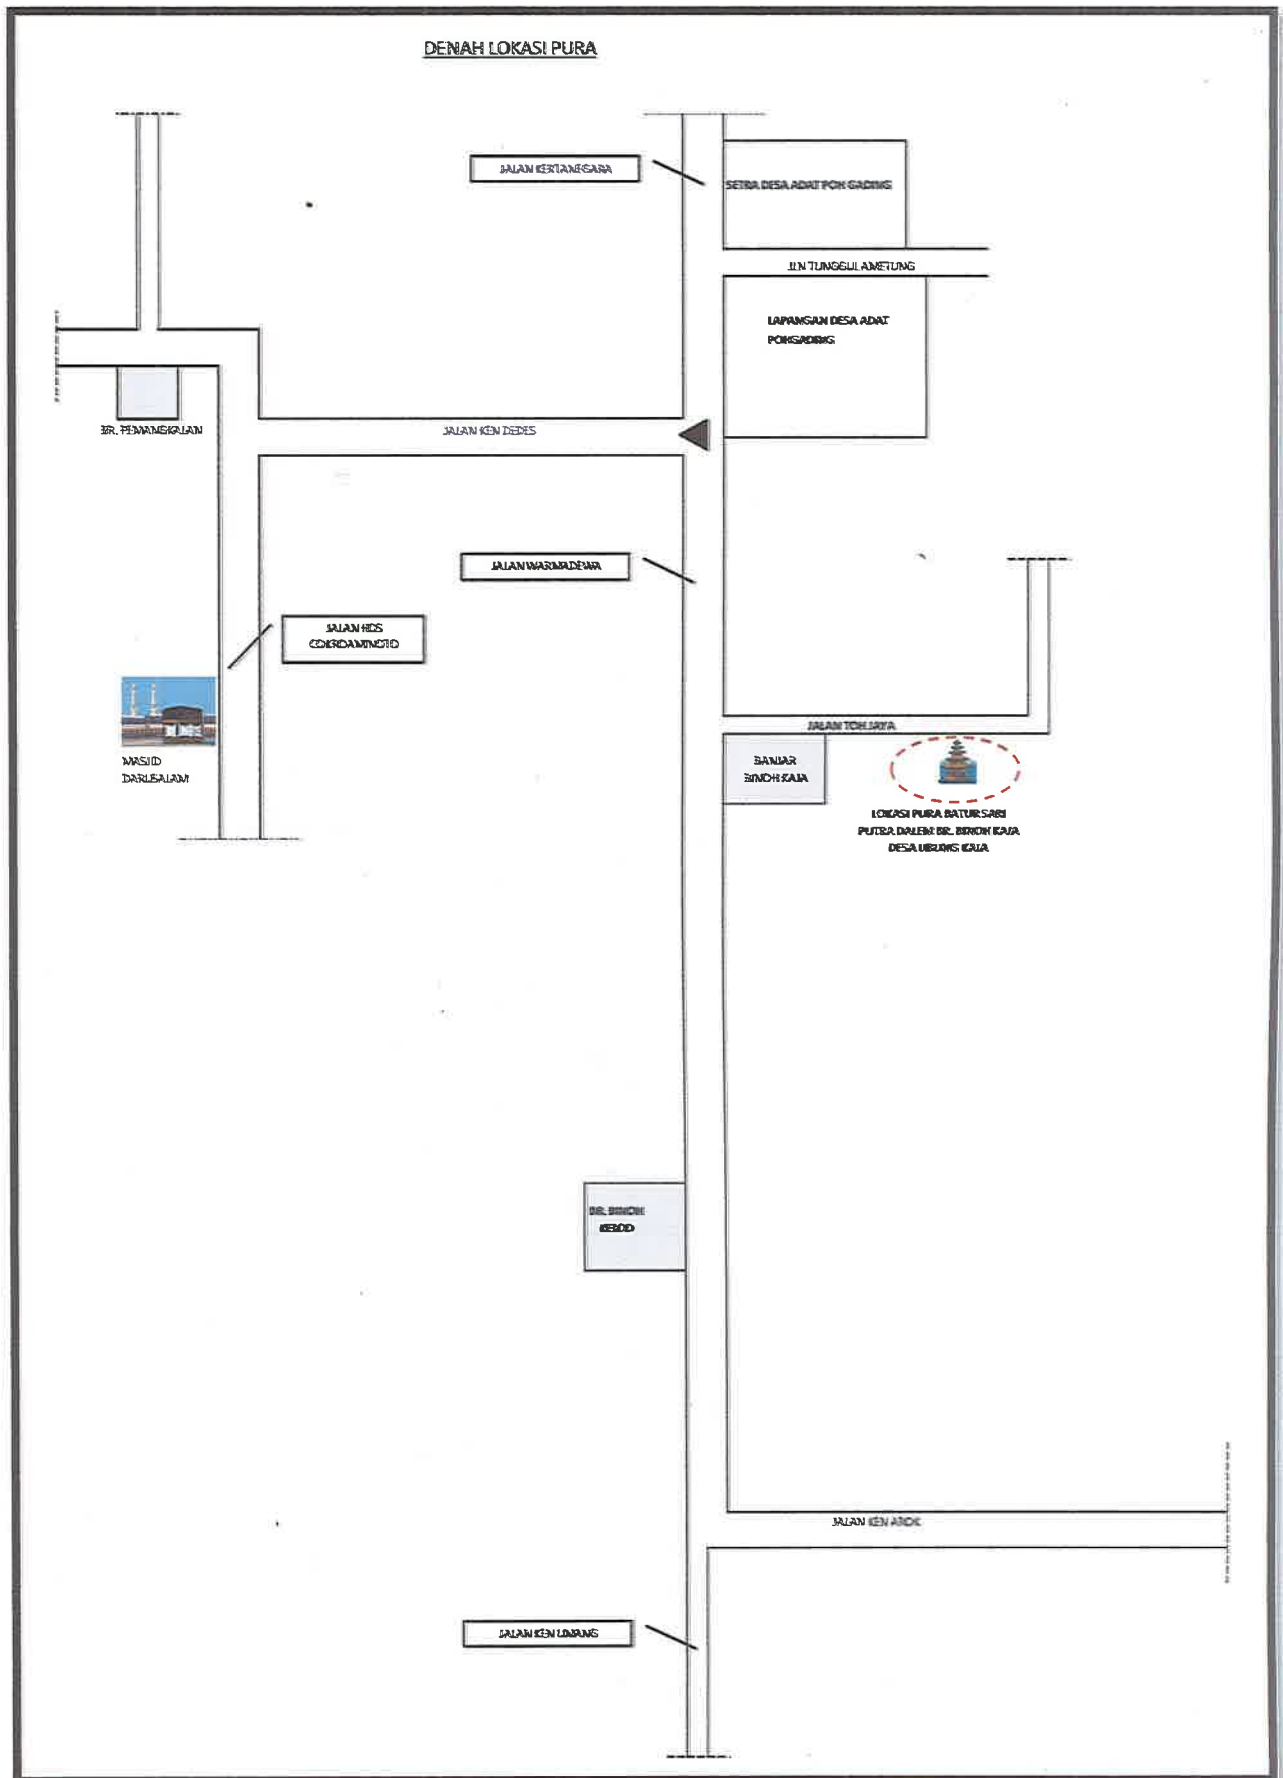 DENAH LOKASI PURA
JALAN KERTANEGARA
SETRA DESA ADAT POH GADING
JLN TUNGGUL AMETUNG
LAPANGAN DESA ADAT
POHGADING
BR. PEMANGKALAN
JALAN KEN DEDES
JALAN WARMADEWA
JALAN HOS
COKROAMINOTO
JALAN TOH JAYA
MASJID
DARUSALAM
BANJAR
BINOH KAJA
LOKASI PURA BATUR SARI
PUTRA DALEM BR. BINOH KAJA
DESA UBUNG KAJA
BR. BINOH
KELOD
JALAN KEN AROK
JALAN KEN UMANG